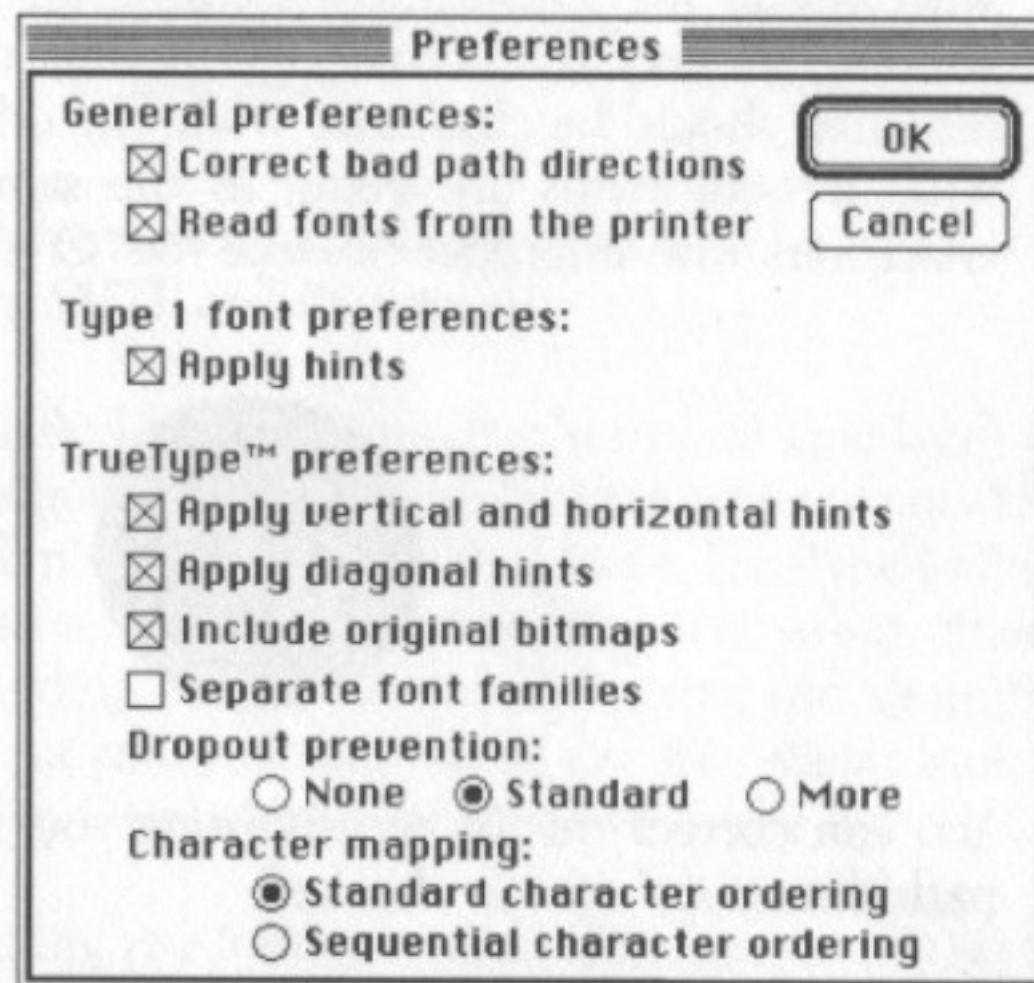 Preferences
General preferences:
OK
Correct bad path directions
Read fonts from the printer
Cancel
Type 1 font preferences:
Apply hints
TrueType™ preferences:
Apply vertical and horizontal hints
Apply diagonal hints
Include original bitmaps
Separate font families
Dropout prevention:
None Standard More
Character mapping:
Standard character ordering
Sequential character ordering